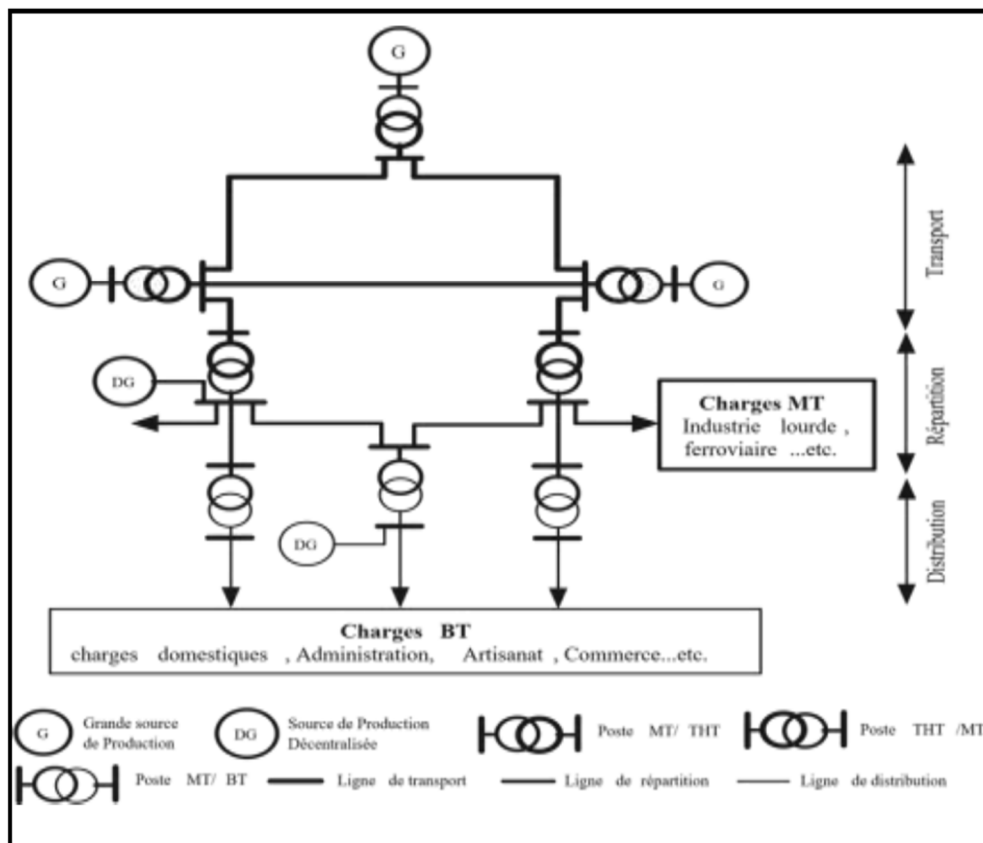 G
Transport
G
G
DG
Charges MT
Industrie lourde ,
ferroviaire ...etc.
Répartition
DG
Distribution
Charges BT
charges domestiques , Administration, Artisanat , Commerce...etc.
G
Grande source
de Production
DG
Source de Production
Décentralisée
Poste MT/ THT
Poste THT /MT
Poste MT/ BT
Ligne de transport
Ligne de répartition
Ligne de distribution